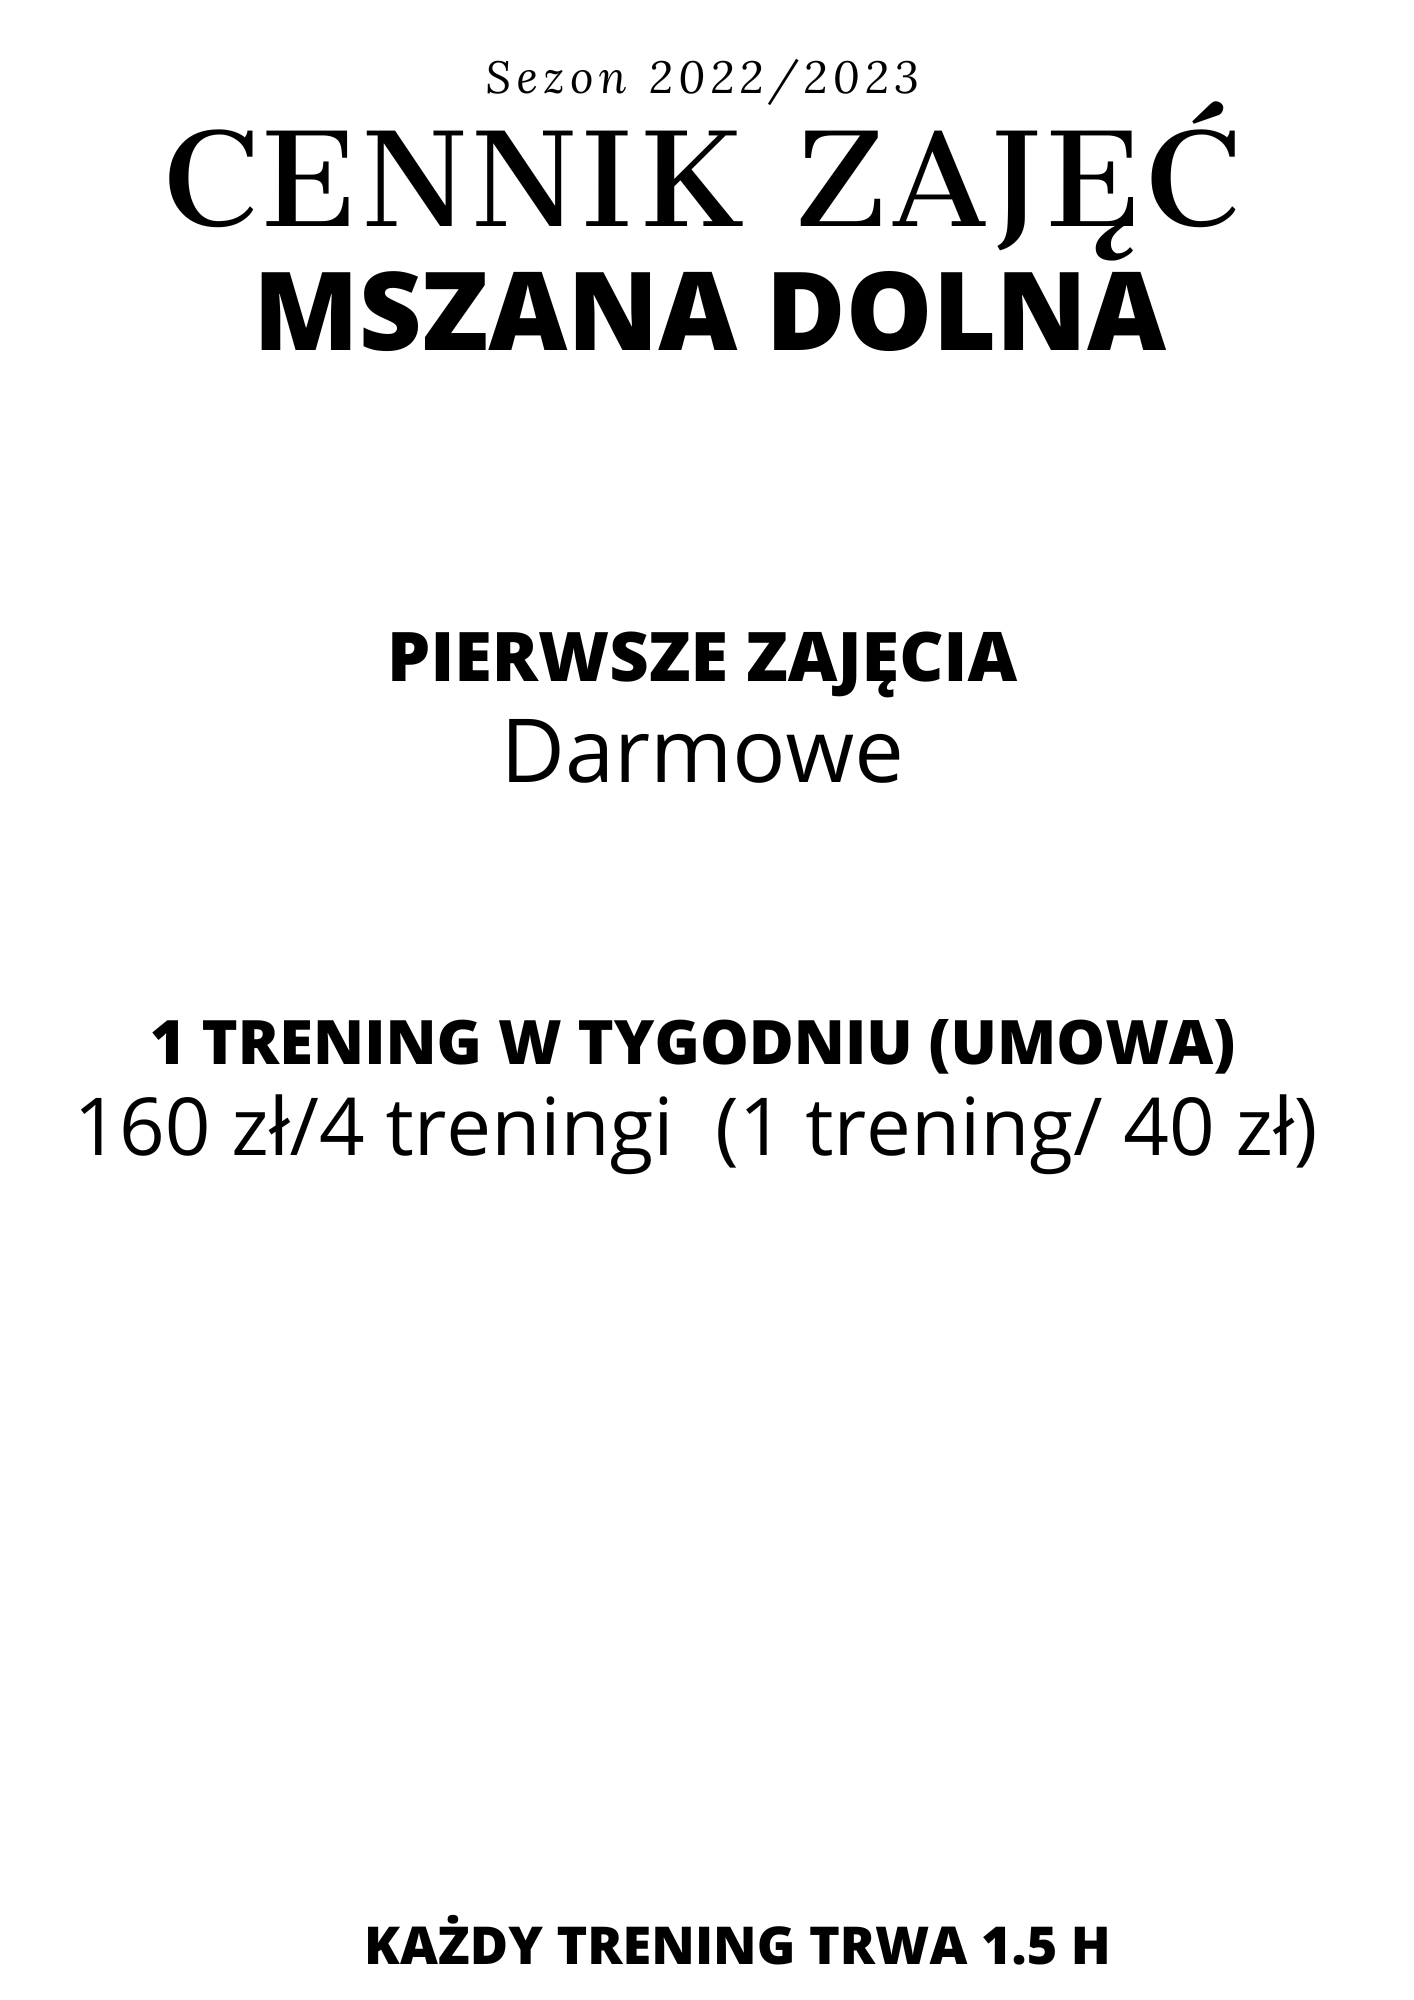 Sezon 2022/2023
CENNIK ZAJĘĆ
MSZANA DOLNA
PIERWSZE ZAJĘCIA
Darmowe
1 TRENING W TYGODNIU (UMOWA)
160 zł/4 treningi  (1 trening/ 40 zł)
KAŻDY TRENING TRWA 1.5 H